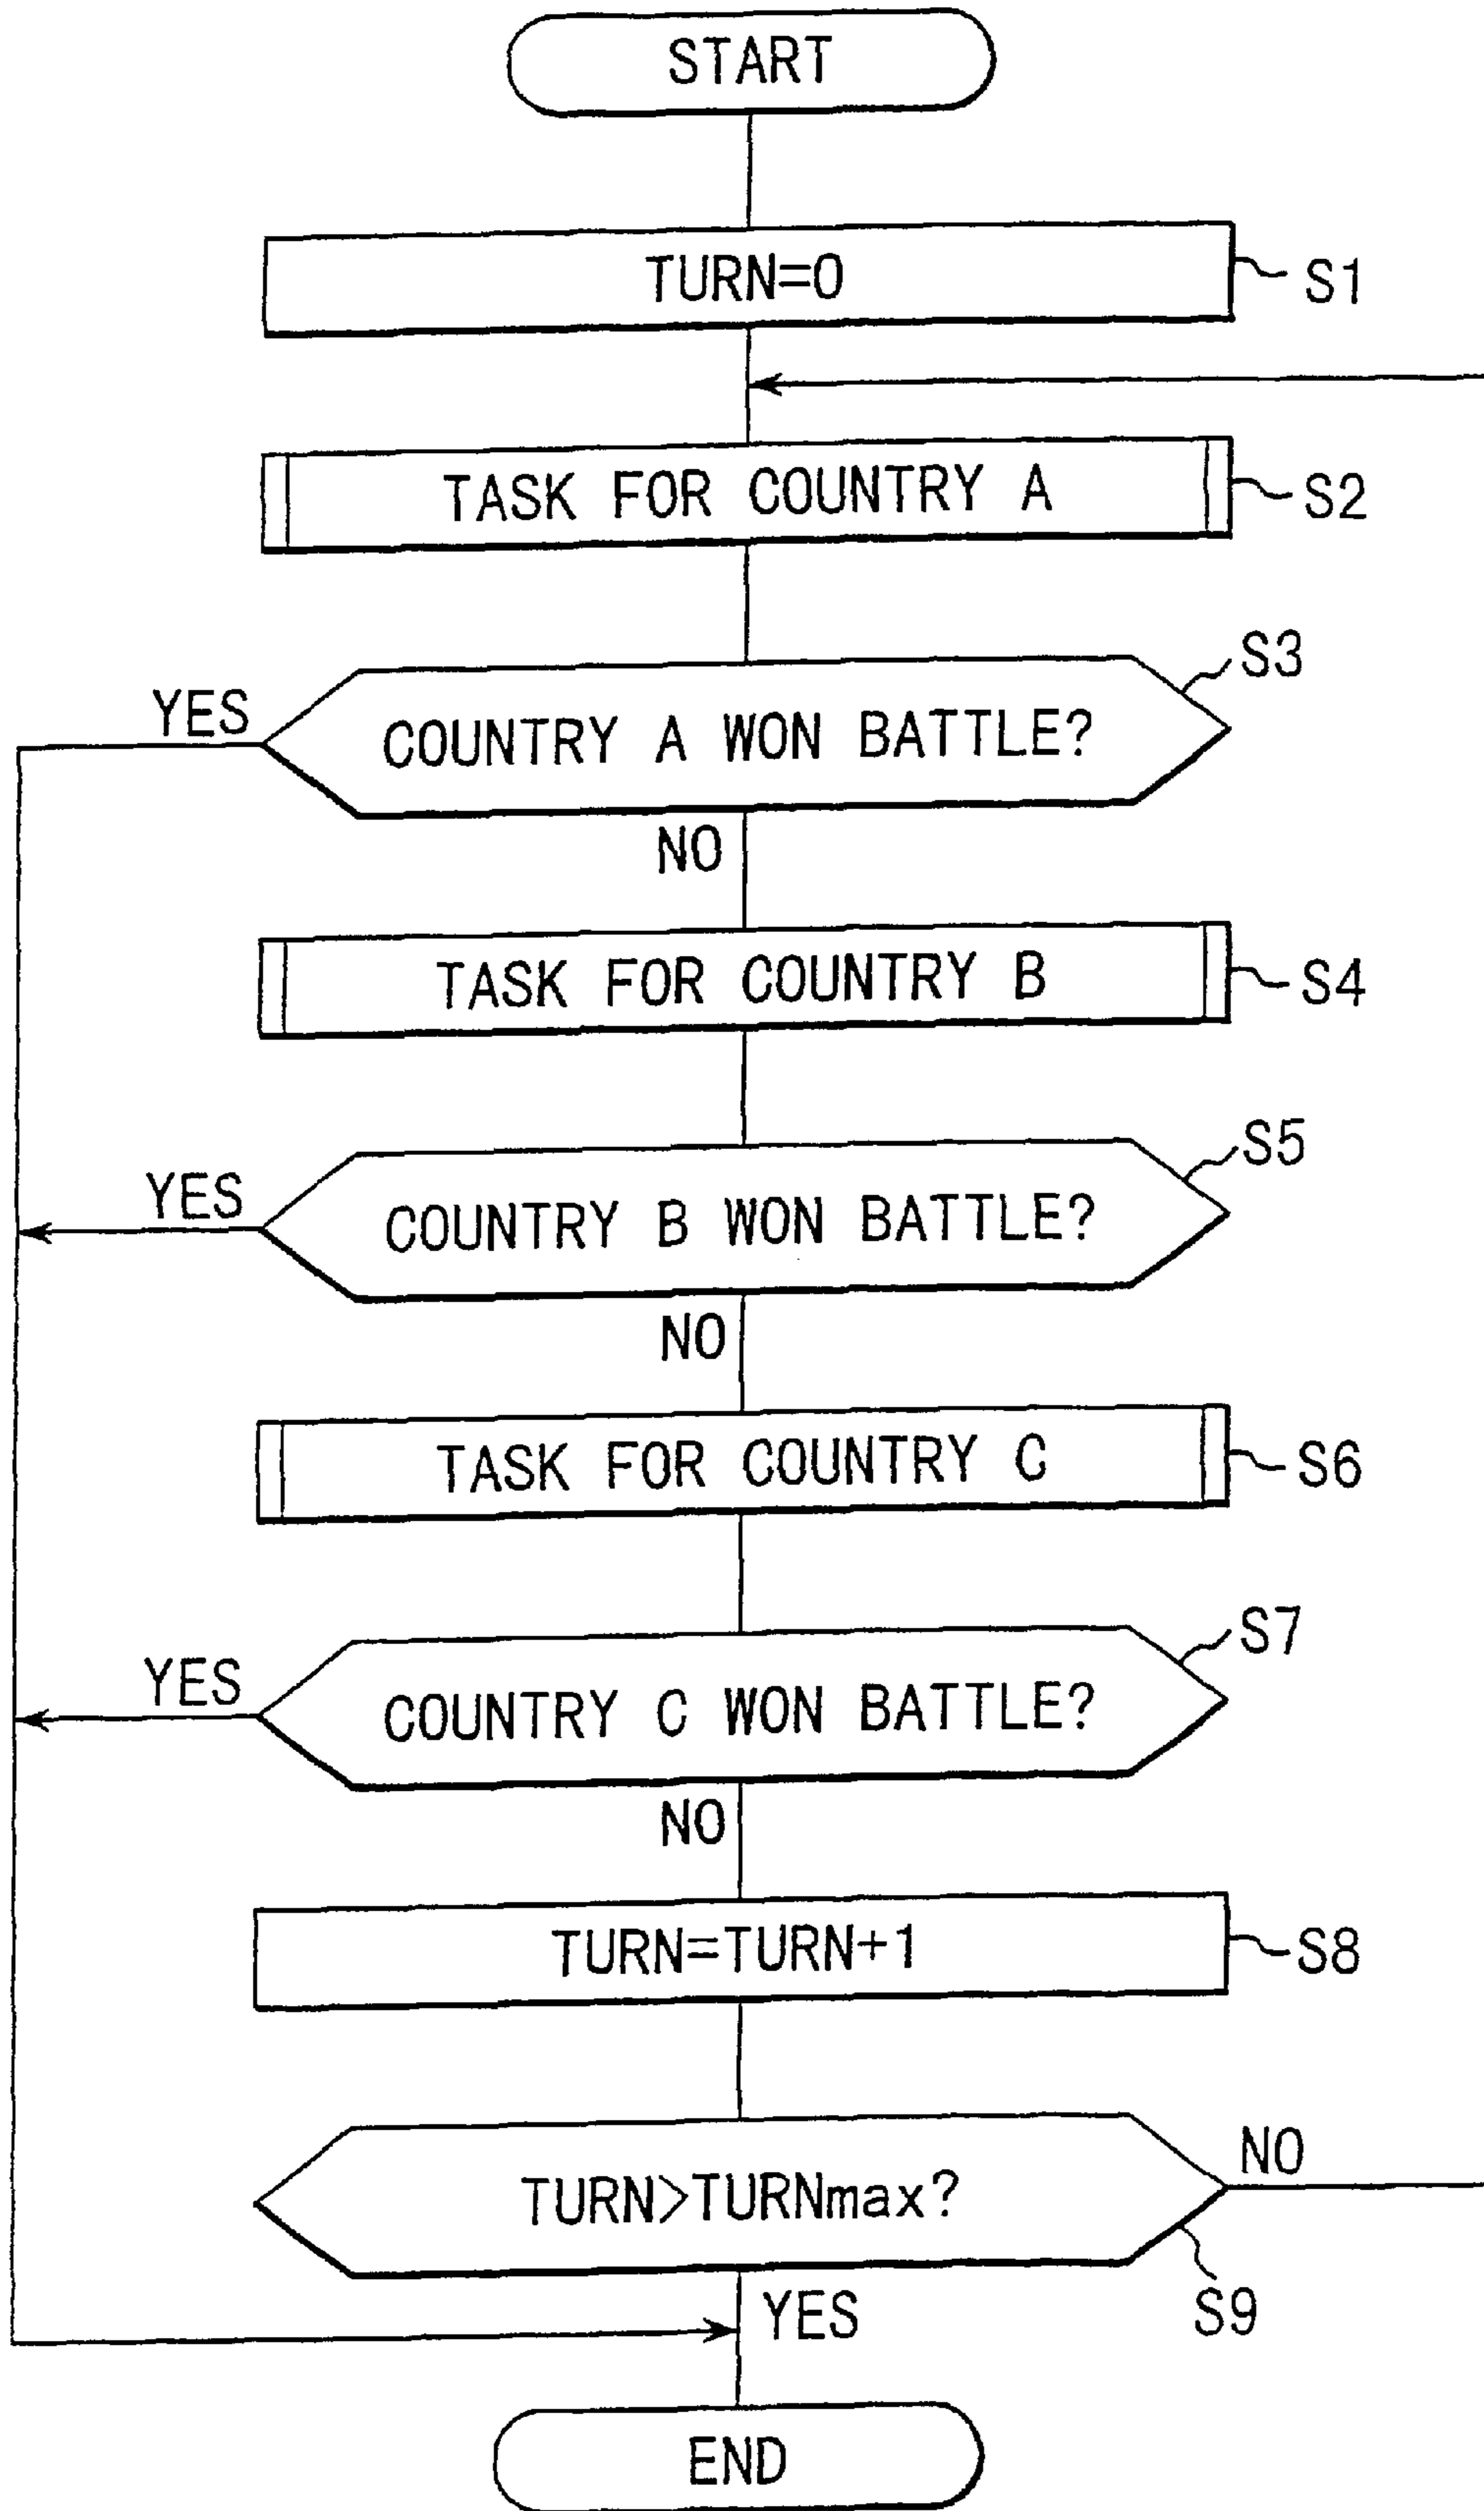 START
TURN=0
S1
TASK FOR COUNTRY A
S2
S3
YES
COUNTRY A WON BATTLE?
NO
TASK FOR COUNTRY B
S4
S5
YES
COUNTRY B WON BATTLE?
NO
TASK FOR COUNTRY C
S6
S7
YES
COUNTRY C WON BATTLE?
NO
TURN=TURN+1
S8
NO
TURN>TURNmax?
S9
YES
END